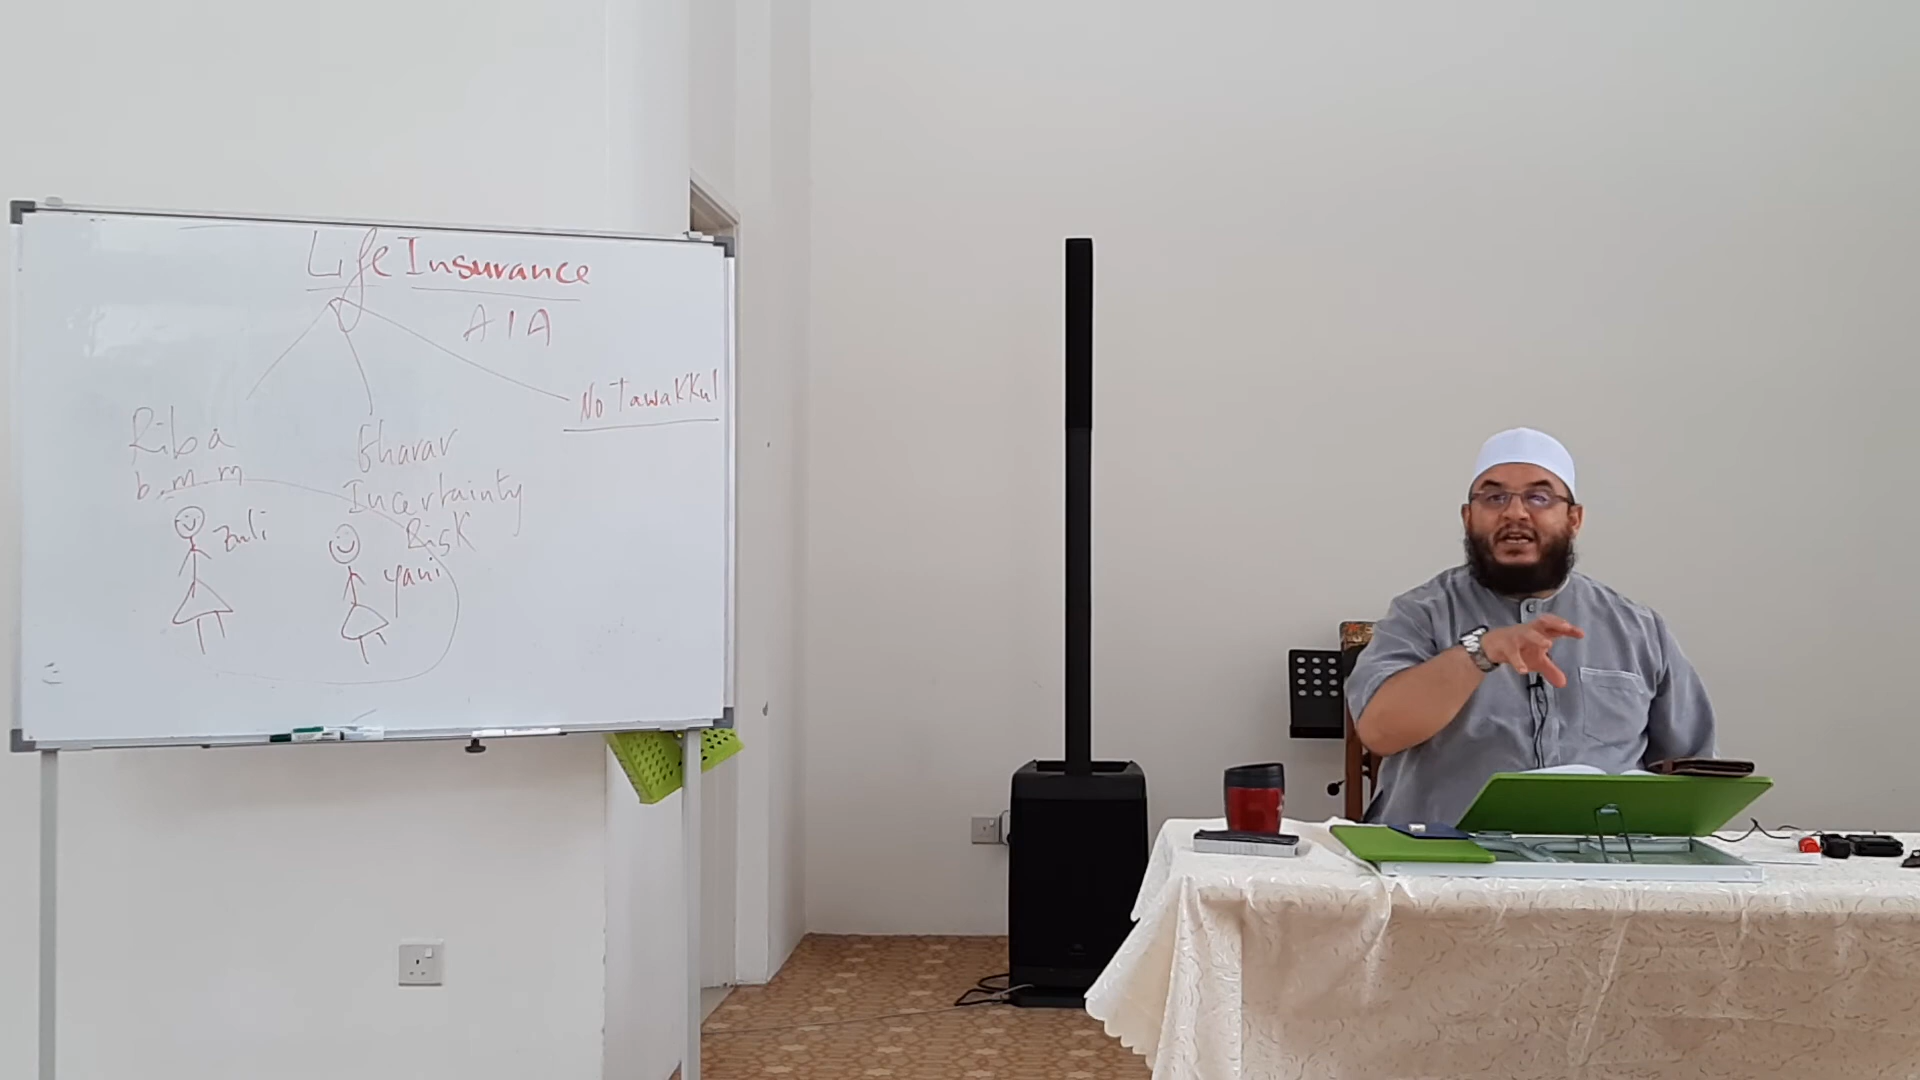 Life Insurance
AIA
No Tawakkul
Riba
b.m.m
Gharar
Incertainty
Risk
Zuli
Yani